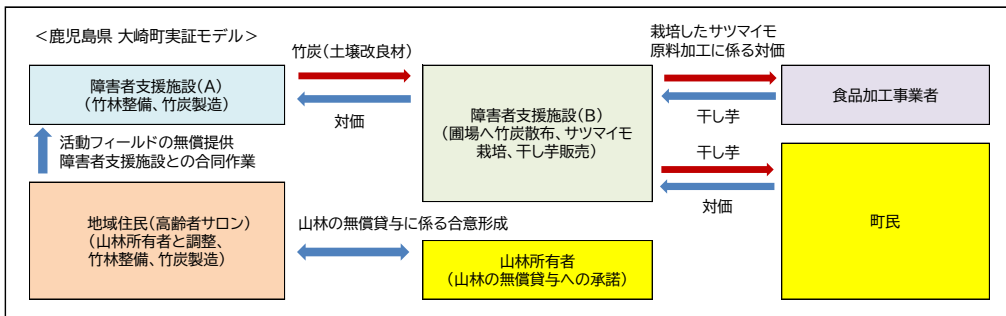 <鹿児島県 大崎町実証モデル>
障害者支援施設(A)
(竹林整備、竹炭製造)
竹炭(土壌改良材)
対価
障害者支援施設(B)
(圃場へ竹炭散布、サツマイモ
栽培、干し芋販売)
栽培したサツマイモ
原料加工に係る対価
干し芋
食品加工事業者
活動フィールドの無償提供
障害者支援施設との合同作業
干し芋
対価
町民
地域住民(高齢者サロン)
(山林所有者と調整、
竹林整備、竹炭製造)
山林の無償貸与に係る合意形成
山林所有者
(山林の無償貸与への承諾)